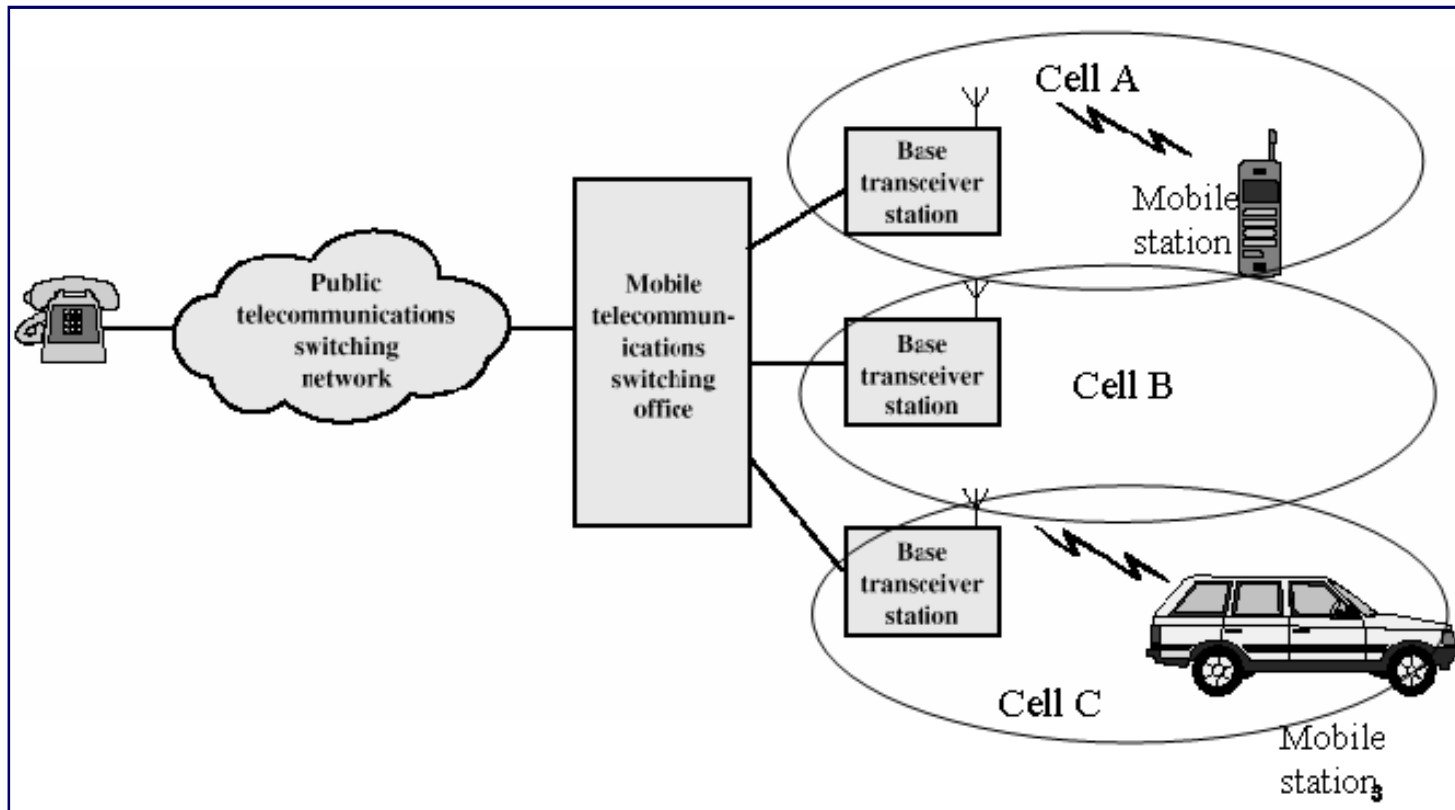 Public
telecommunications
switching
network
Mobile
telecommun-
ications
switching
office
Base
transceiver
station
Cell A
Mobile
station
Base
transceiver
station
Cell B
Base
transceiver
station
Cell C
Mobile
station
3